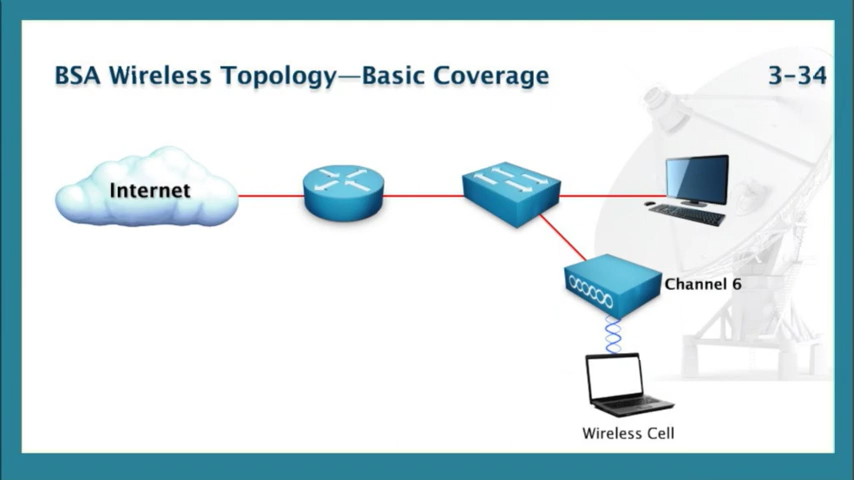 BSA Wireless Topology—Basic Coverage
3-34
Internet
Channel 6
Wireless Cell